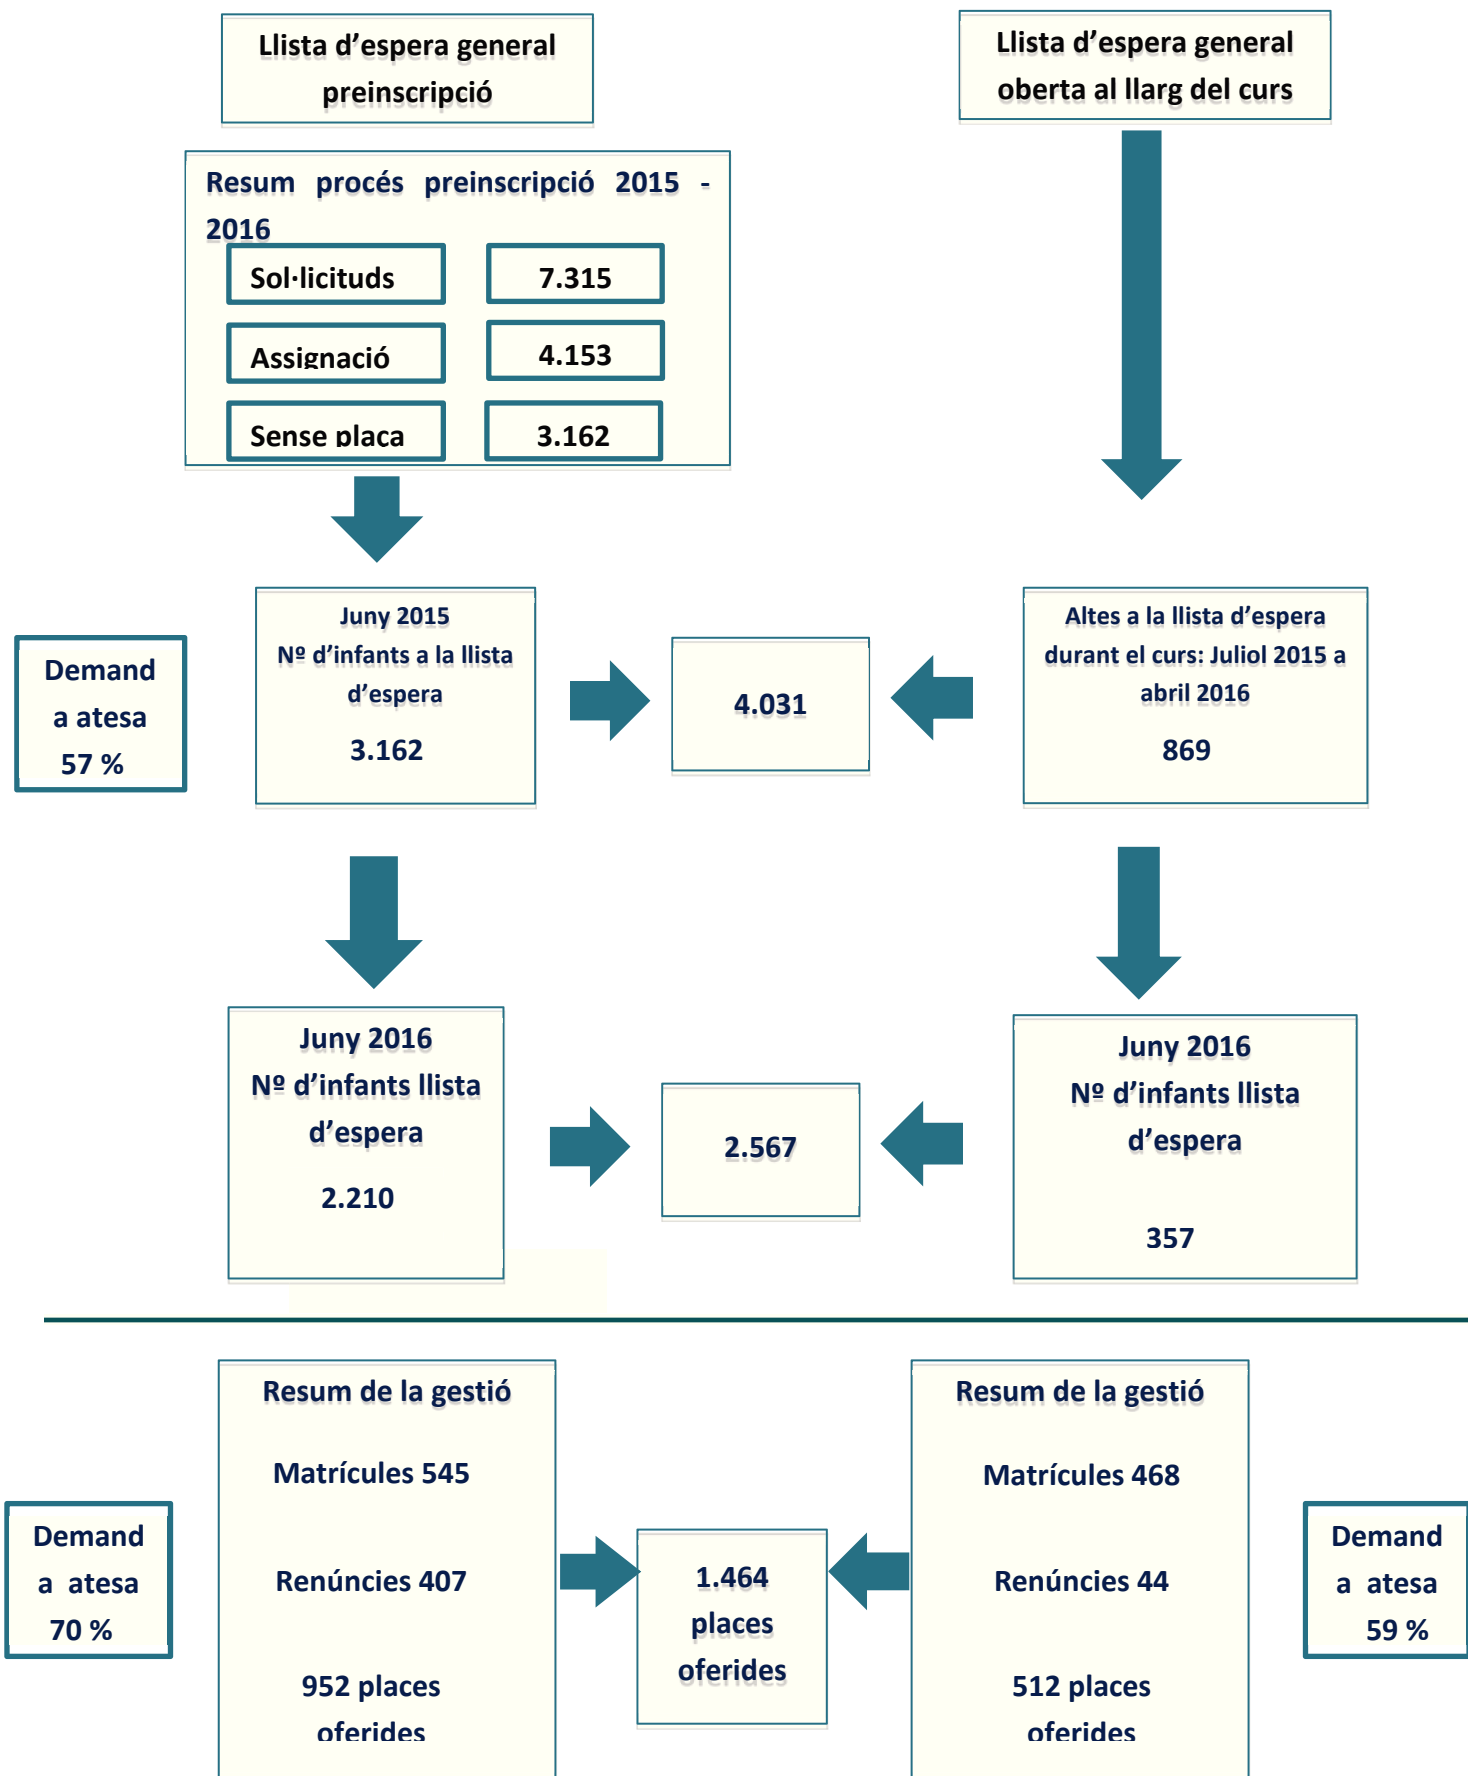 Llista d'espera general
preinscripció
Llista d'espera general
oberta al llarg del curs
Resum procés preinscripció 2015 -
2016
Sol·licituds
7.315
Assignació
4.153
Sense plaça
3.162
Demand
a atesa
57 %
Juny 2015
Nº d'infants a la llista
d'espera
3.162
4.031
Altes a la llista d'espera
durant el curs: Juliol 2015 a
abril 2016
869
Juny 2016
Nº d'infants llista
d'espera
2.210
2.567
Juny 2016
Nº d'infants llista
d'espera
357
Demand
a atesa
70 %
Resum de la gestió
Matrícules 545
Renúncies 407
952 places
oferides
1.464
places
oferides
Resum de la gestió
Matrícules 468
Renúncies 44
512 places
oferides
Demand
a atesa
59 %